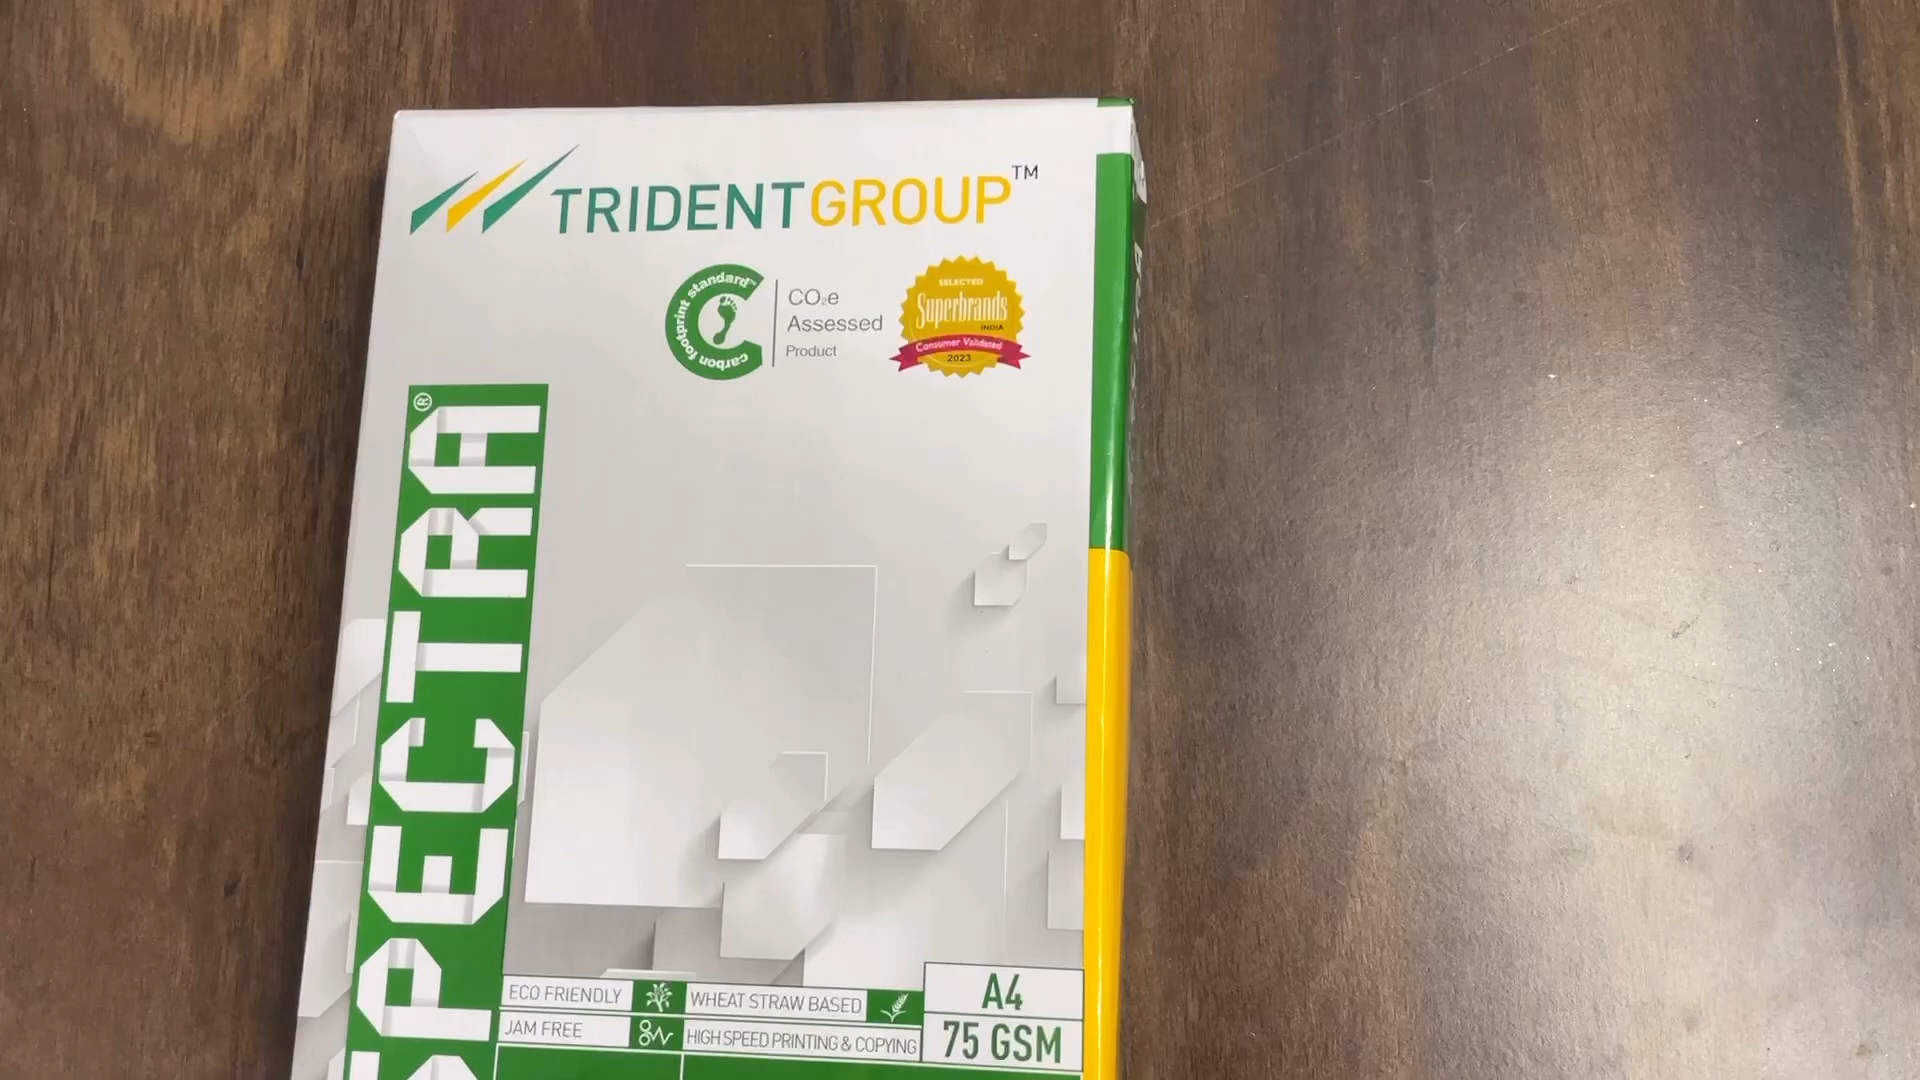 TRIDENTGROUP™
carbon footprint standard™
CO₂e
Assessed
Product
SELECTED
Superbrands
INDIA
Consumer Validated
2023
SPECTRA®
ECO FRIENDLY
WHEAT STRAW BASED
JAM FREE
HIGH SPEED PRINTING & COPYING
A4
75 GSM